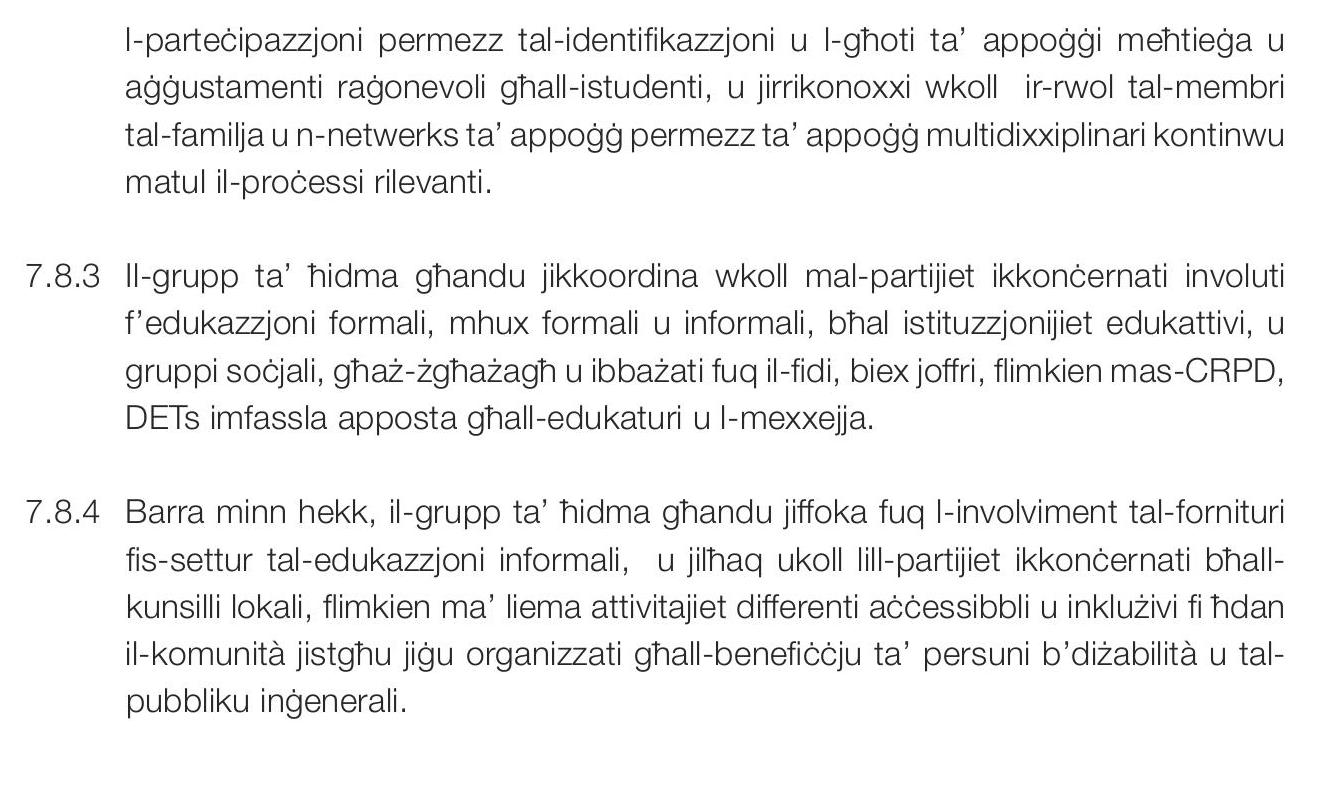 l-parteċipazzjoni permezz tal-identifikazzjoni u l-għoti ta’ appoġġi meħtieġa u
aġġustamenti raġonevoli għall-istudenti, u jirrikonoxxi wkoll ir-rwol tal-membri
tal-familja u n-netwerks ta’ appoġġ permezz ta’ appoġġ multidixxiplinari kontinwu
matul il-proċessi rilevanti.
7.8.3 Il-grupp ta’ ħidma għandu jikkoordina wkoll mal-partijiet ikkonċernati involuti
f’edukazzjoni formali, mhux formali u informali, bħal istituzzjonijiet edukattivi, u
gruppi soċjali, għaż-żgħażagħ u ibbażati fuq il-fidi, biex joffri, flimkien mas-CRPD,
DETs imfassla apposta għall-edukaturi u l-mexxejja.
7.8.4 Barra minn hekk, il-grupp ta’ ħidma għandu jiffoka fuq l-involviment tal-fornituri
fis-settur tal-edukazzjoni informali, u jilħaq ukoll lill-partijiet ikkonċernati bħall-
kunsilli lokali, flimkien ma’ liema attivitajiet differenti aċċessibbli u inklużivi fi ħdan
il-komunità jistgħu jiġu organizzati għall-benefiċċju ta’ persuni b’diżabilità u tal-
pubbliku inġenerali.